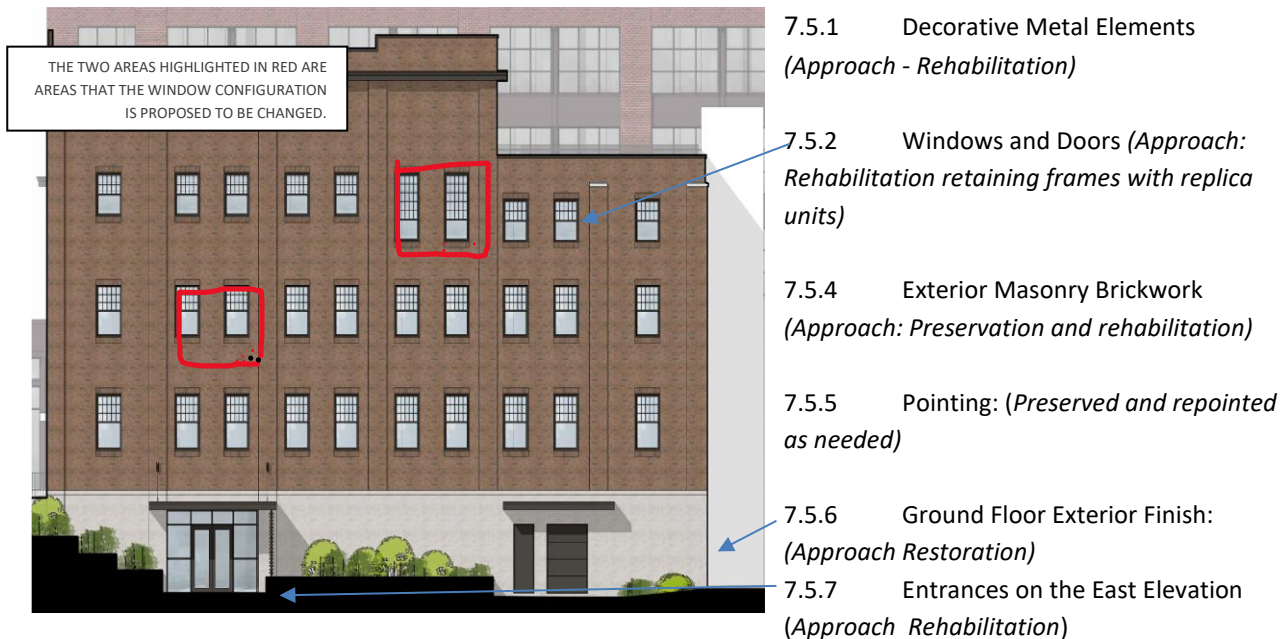 THE TWO AREAS HIGHLIGHTED IN RED ARE
AREAS THAT THE WINDOW CONFIGURATION
IS PROPOSED TO BE CHANGED.
7.5.1 Decorative Metal Elements
(Approach - Rehabilitation)
7.5.2 Windows and Doors (Approach:
Rehabilitation retaining frames with replica
units)
7.5.4 Exterior Masonry Brickwork
(Approach: Preservation and rehabilitation)
7.5.5 Pointing: (Preserved and repointed
as needed)
7.5.6 Ground Floor Exterior Finish:
(Approach Restoration)
7.5.7 Entrances on the East Elevation
(Approach Rehabilitation)